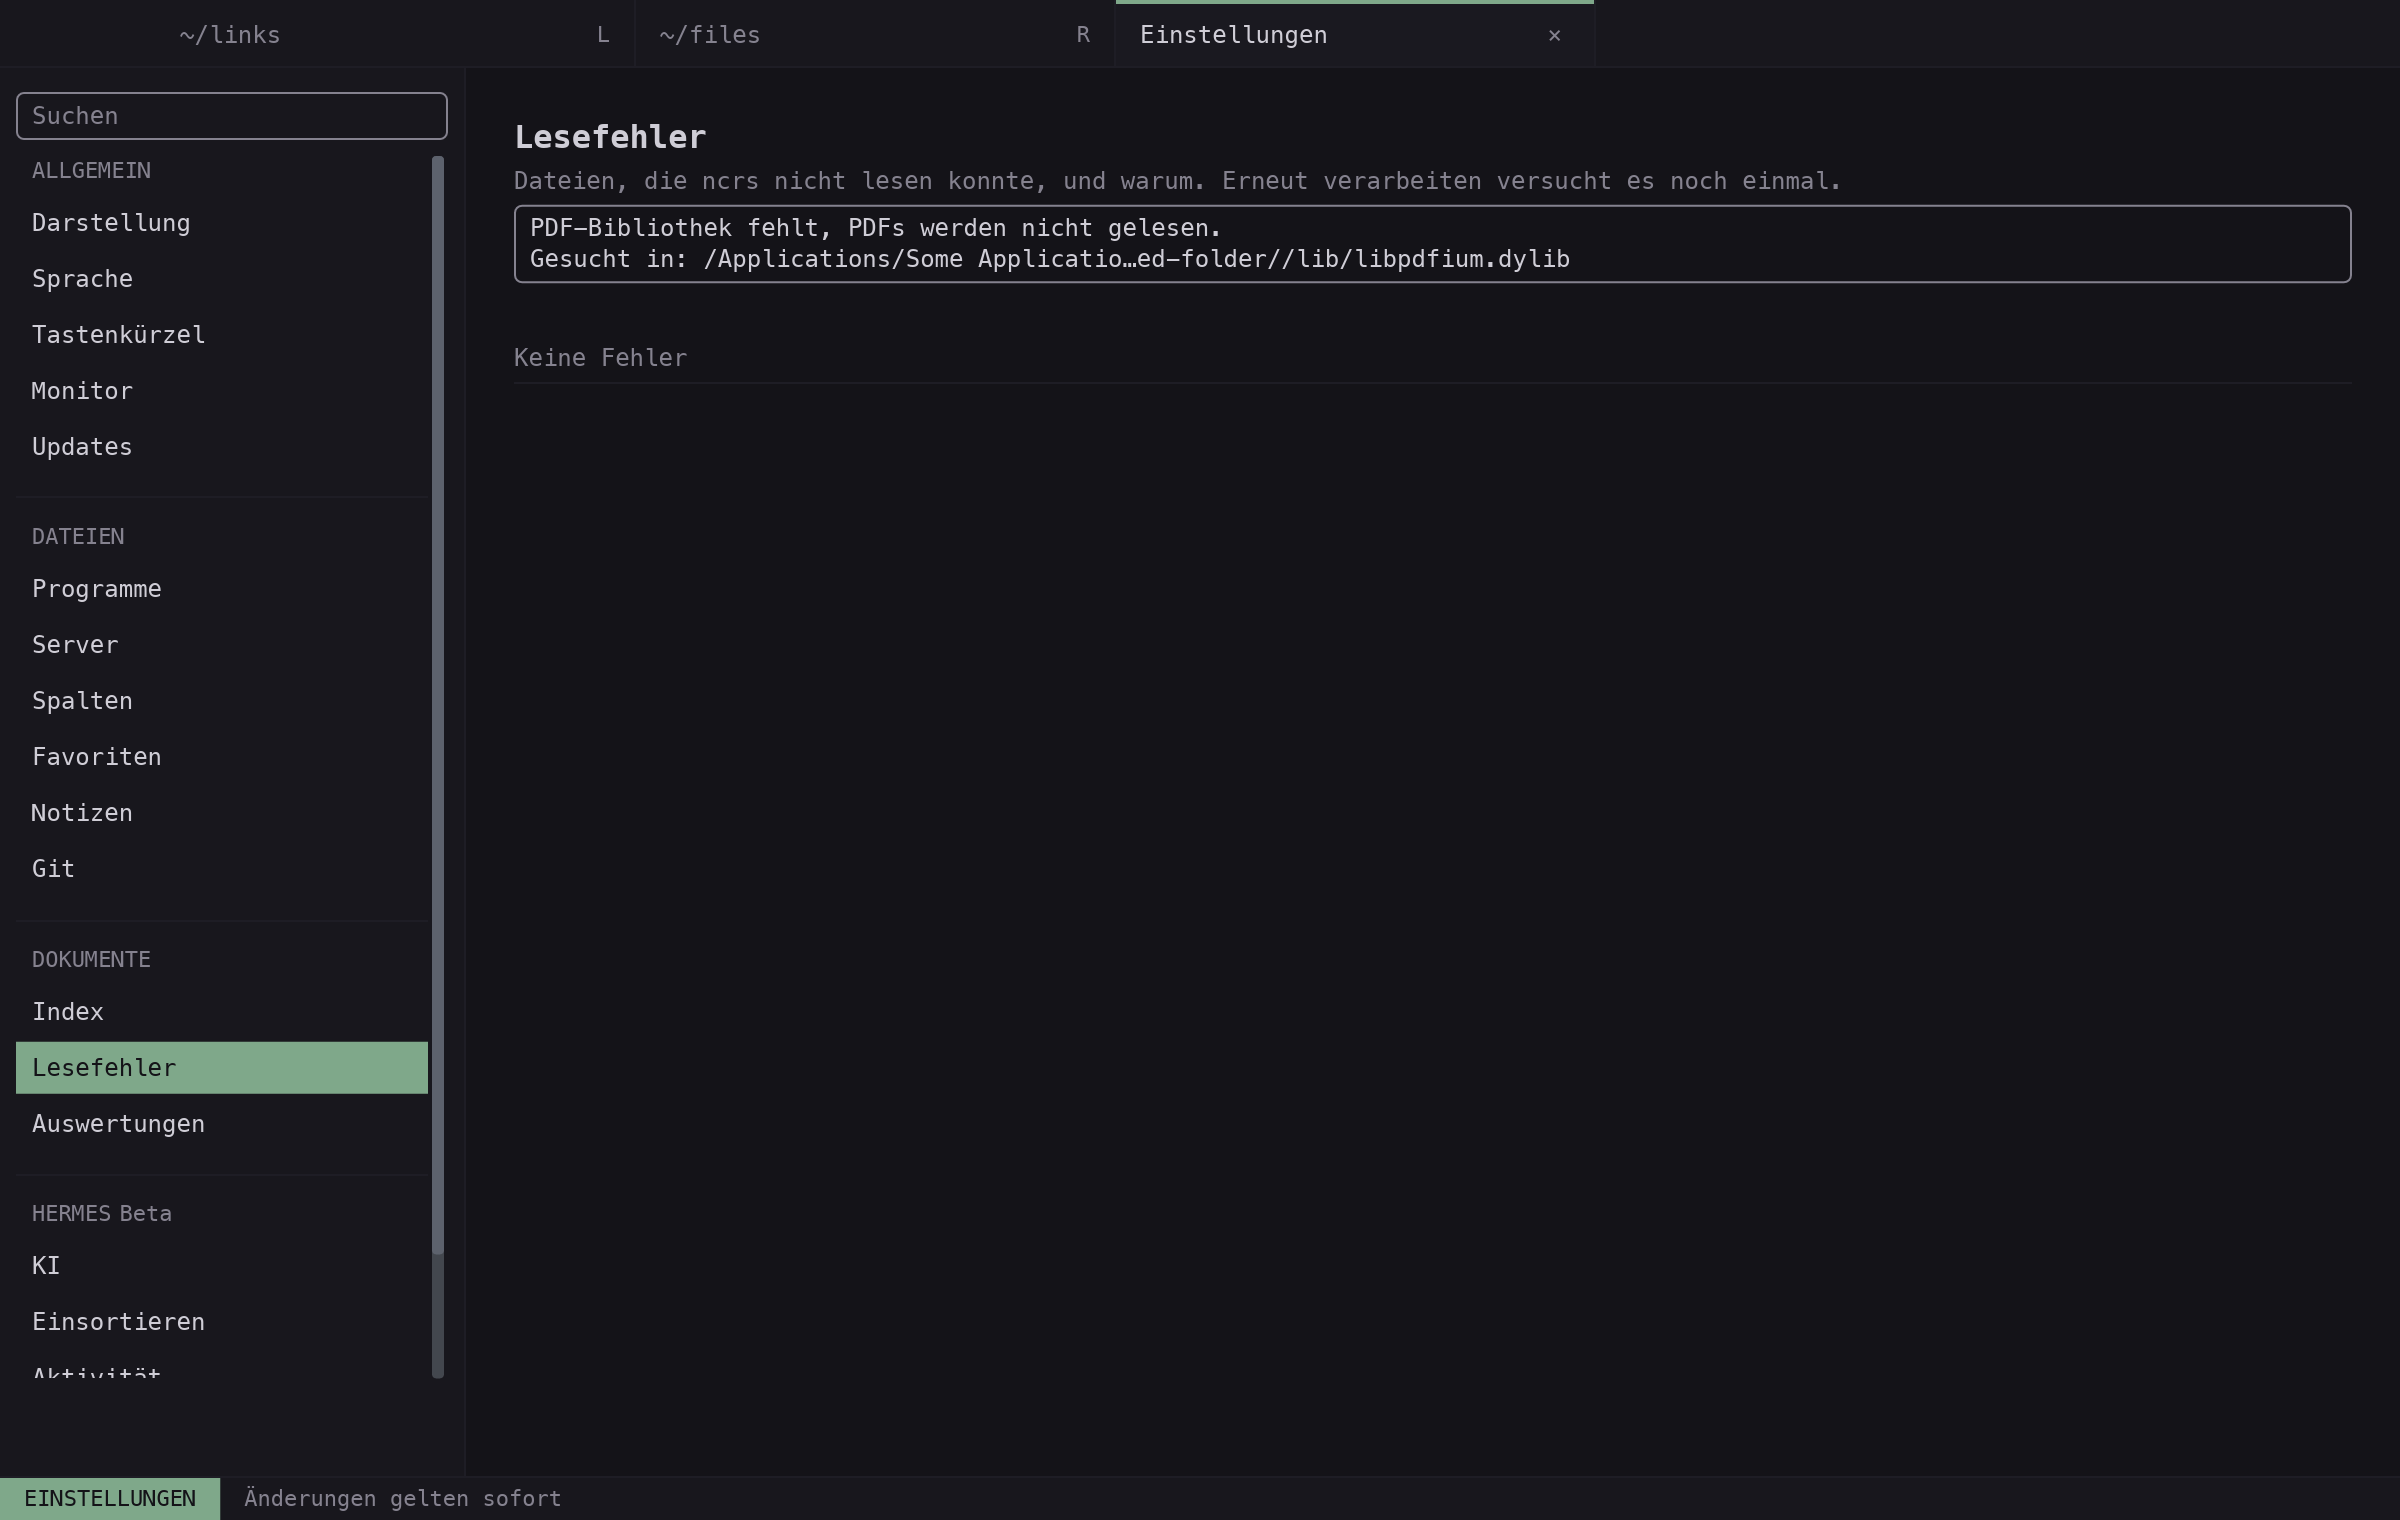 ~/links L ~/files R Einstellungen ×
Suchen
ALLGEMEIN
Darstellung
Sprache
Tastenkürzel
Monitor
Updates
DATEIEN
Programme
Server
Spalten
Favoriten
Notizen
Git
DOKUMENTE
Index
Lesefehler
Auswertungen
HERMES Beta
KI
Einsortieren
Aktivität
Lesefehler
Dateien, die ncrs nicht lesen konnte, und warum. Erneut verarbeiten versucht es noch einmal.
PDF-Bibliothek fehlt, PDFs werden nicht gelesen.
Gesucht in: /Applications/Some Applicatio…ed-folder//lib/libpdfium.dylib
Keine Fehler
EINSTELLUNGEN Änderungen gelten sofort